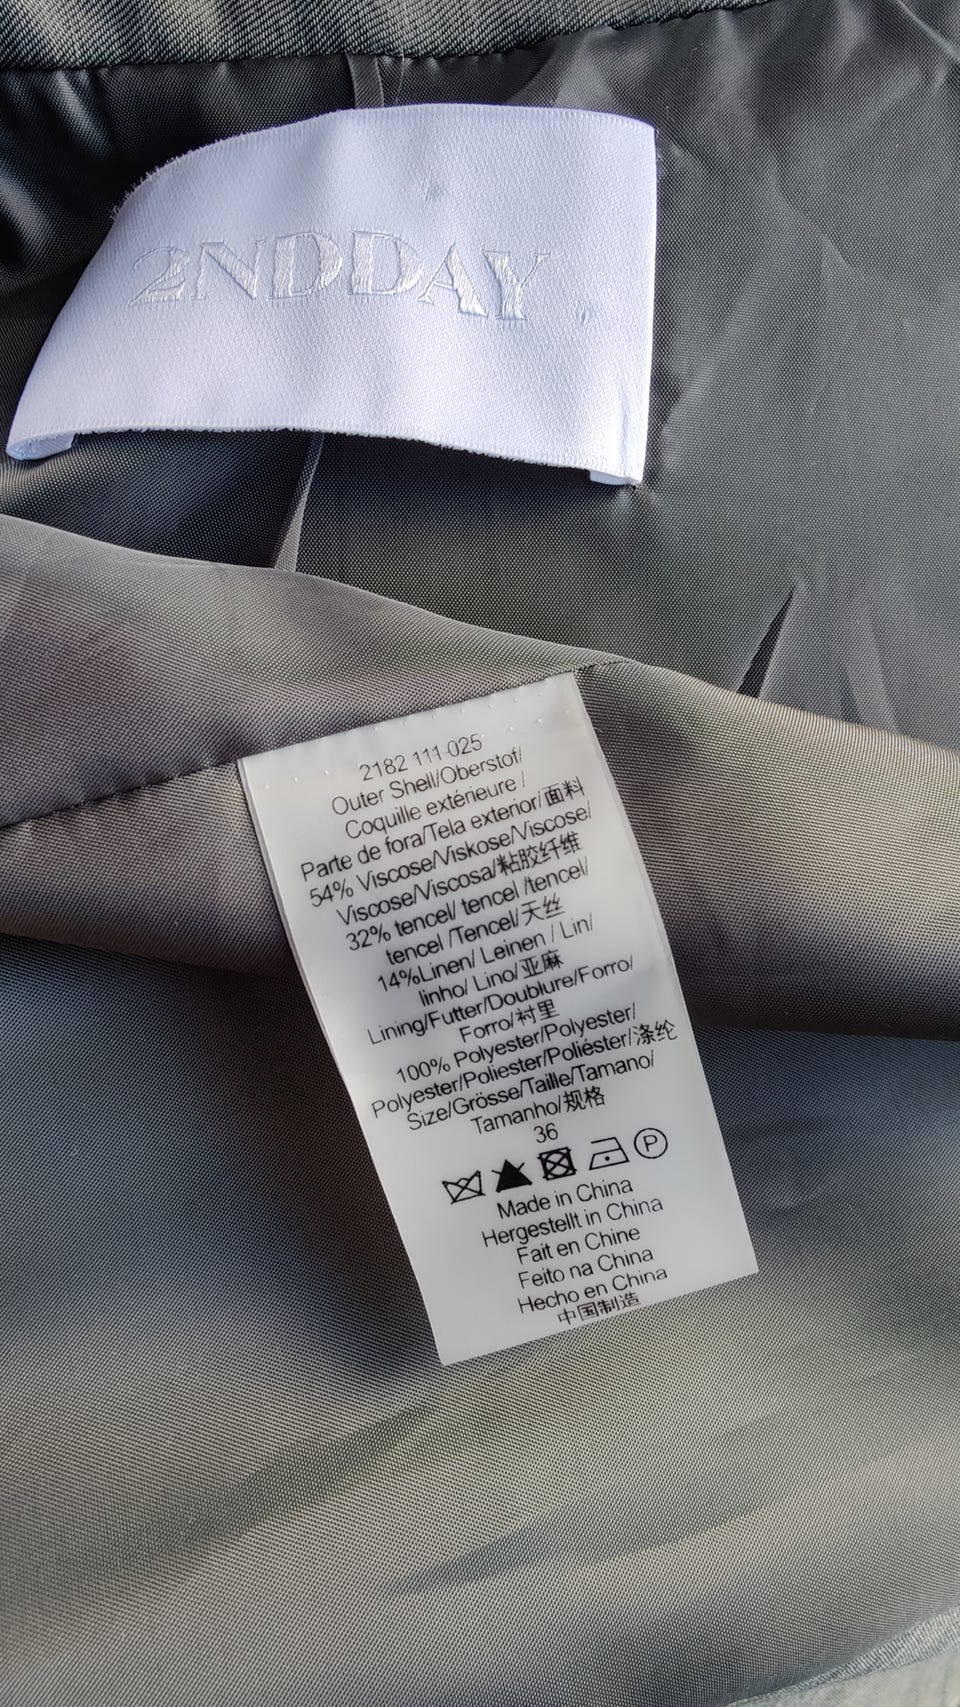 2NDDAY
2182 111 025
Outer Shell/Oberstof/
Coquille extérieure /
Parte de fora/Tela exterior/面料
54% Viscose/Viskose/Viscose/
Viscose/Viscosa/粘胶纤维
32% tencel/ tencel /tencel/
tencel /Tencel/天丝
14%Linen/ Leinen / Lin/
linho/ Lino/亚麻
Lining/Futter/Doublure/Forro/
Forro/衬里
100% Polyester/Polyester/
Polyester/Poliester/Poliéster/涤纶
Size/Grösse/Taille/Tamano/
Tamanho/规格
36
P
Made in China
Hergestellt in China
Fait en Chine
Feito na China
Hecho en China
中国制造